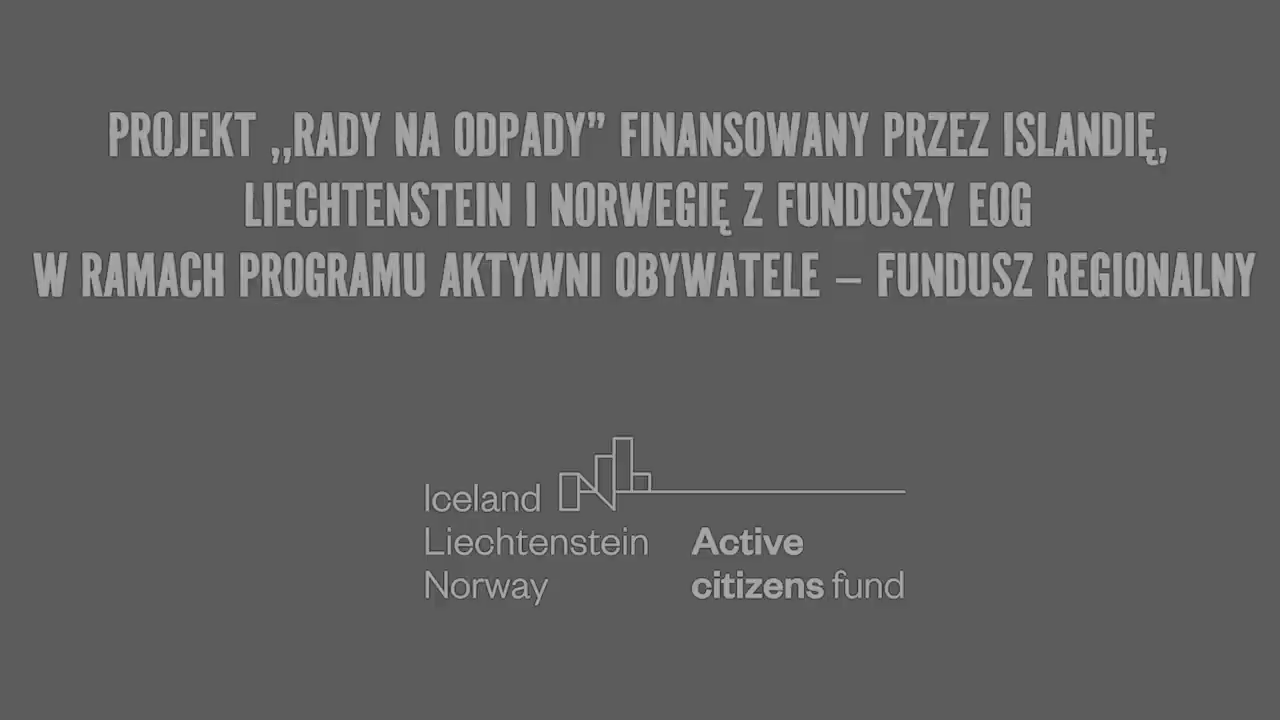 PROJEKT ,,RADY NA ODPADY” FINANSOWANY PRZEZ ISLANDIĘ,
LIECHTENSTEIN I NORWEGIĘ Z FUNDUSZY EOG
W RAMACH PROGRAMU AKTYWNI OBYWATELE – FUNDUSZ REGIONALNY
Iceland
Liechtenstein
Norway
Active
citizens fund